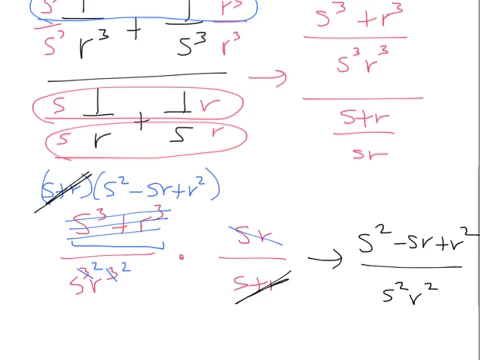 s³/s³ · 1/r³ + 1/s³ · r³/r³ → (s³ + r³)/(s³r³)
s/s · 1/r + 1/s · r/r → (s+r)/(sr)
(s+r)(s² - sr + r²)
(s³ + r³)/(s³²r³²) · sr/(s+r) → (s² - sr + r²)/(s²r²)